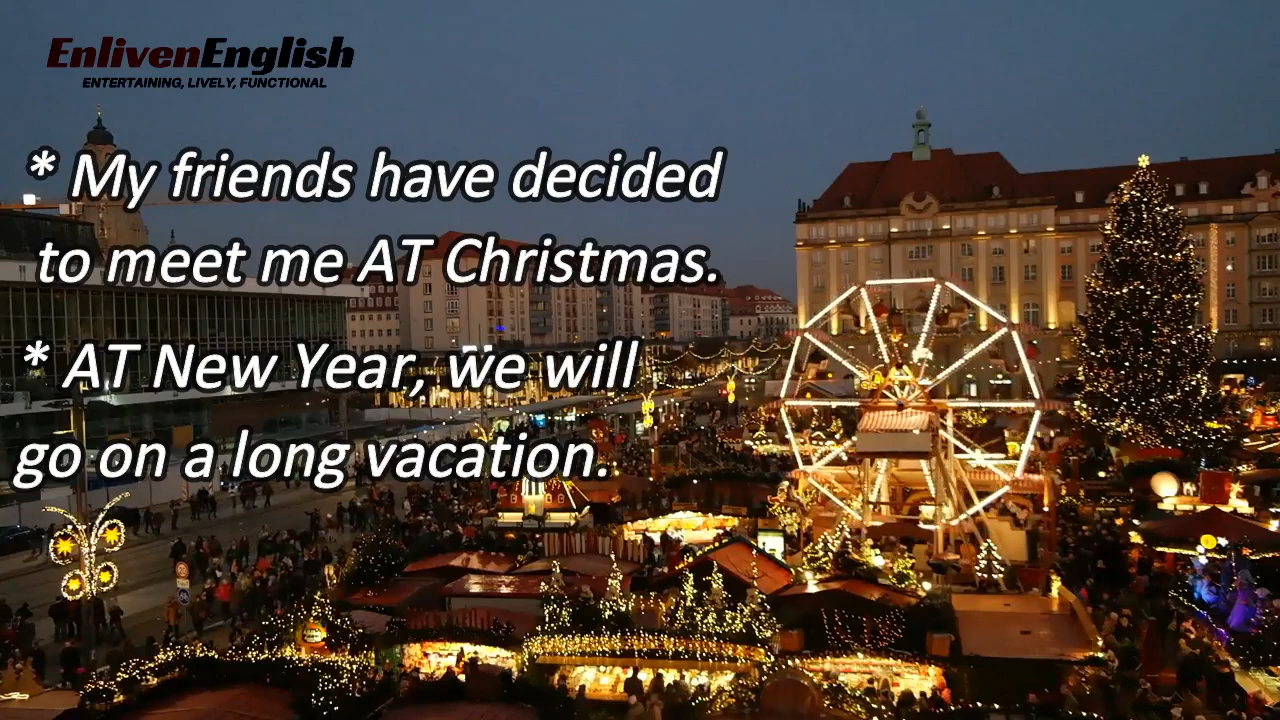 EnlivenEnglish
ENTERTAINING, LIVELY, FUNCTIONAL
* My friends have decided
to meet me AT Christmas.
* AT New Year, we will
go on a long vacation.